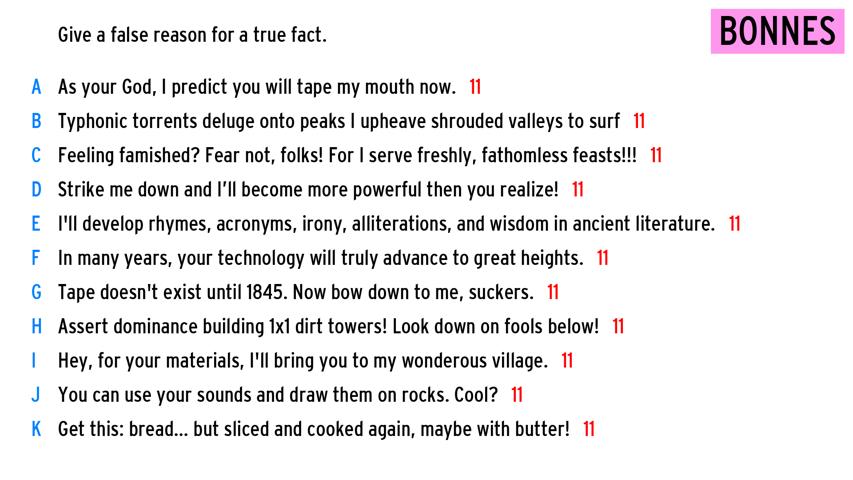 Give a false reason for a true fact.
BONNES
A As your God, I predict you will tape my mouth now. 11
B Typhonic torrents deluge onto peaks I upheave shrouded valleys to surf 11
C Feeling famished? Fear not, folks! For I serve freshly, fathomless feasts!!! 11
D Strike me down and I'll become more powerful then you realize! 11
E I'll develop rhymes, acronyms, irony, alliterations, and wisdom in ancient literature. 11
F In many years, your technology will truly advance to great heights. 11
G Tape doesn't exist until 1845. Now bow down to me, suckers. 11
H Assert dominance building 1x1 dirt towers! Look down on fools below! 11
I Hey, for your materials, I'll bring you to my wonderous village. 11
J You can use your sounds and draw them on rocks. Cool? 11
K Get this: bread... but sliced and cooked again, maybe with butter! 11